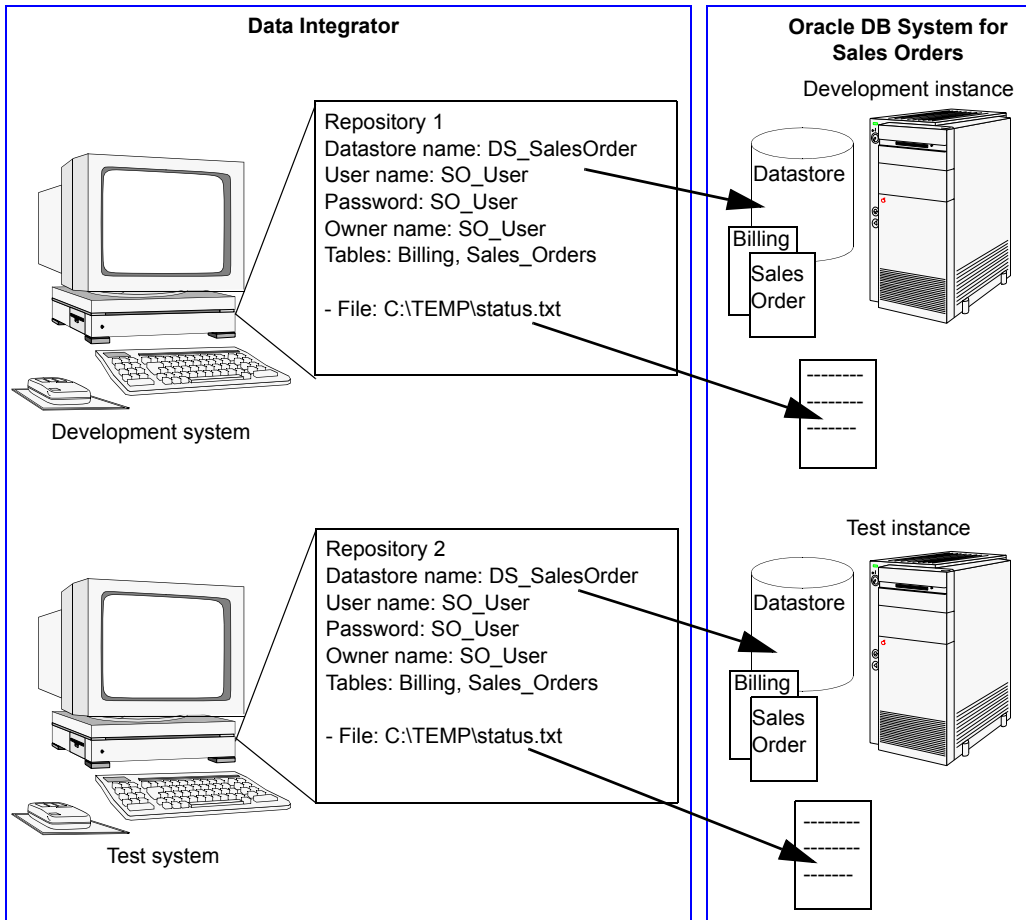 Data Integrator
Repository 1
Datastore name: DS_SalesOrder
User name: SO_User
Password: SO_User
Owner name: SO_User
Tables: Billing, Sales_Orders
- File: C:\TEMP\status.txt
Development system
Repository 2
Datastore name: DS_SalesOrder
User name: SO_User
Password: SO_User
Owner name: SO_User
Tables: Billing, Sales_Orders
- File: C:\TEMP\status.txt
Test system
Oracle DB System for
Sales Orders
Development instance
Datastore
Billing
Sales
Order
Test instance
Datastore
Billing
Sales
Order